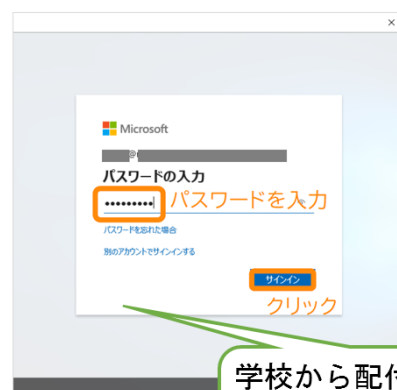 Microsoft
@
パスワードの入力
•••••••••
パスワードを入力
パスワードを忘れた場合
別のアカウントでサインインする
サインイン
クリック
学校から配付